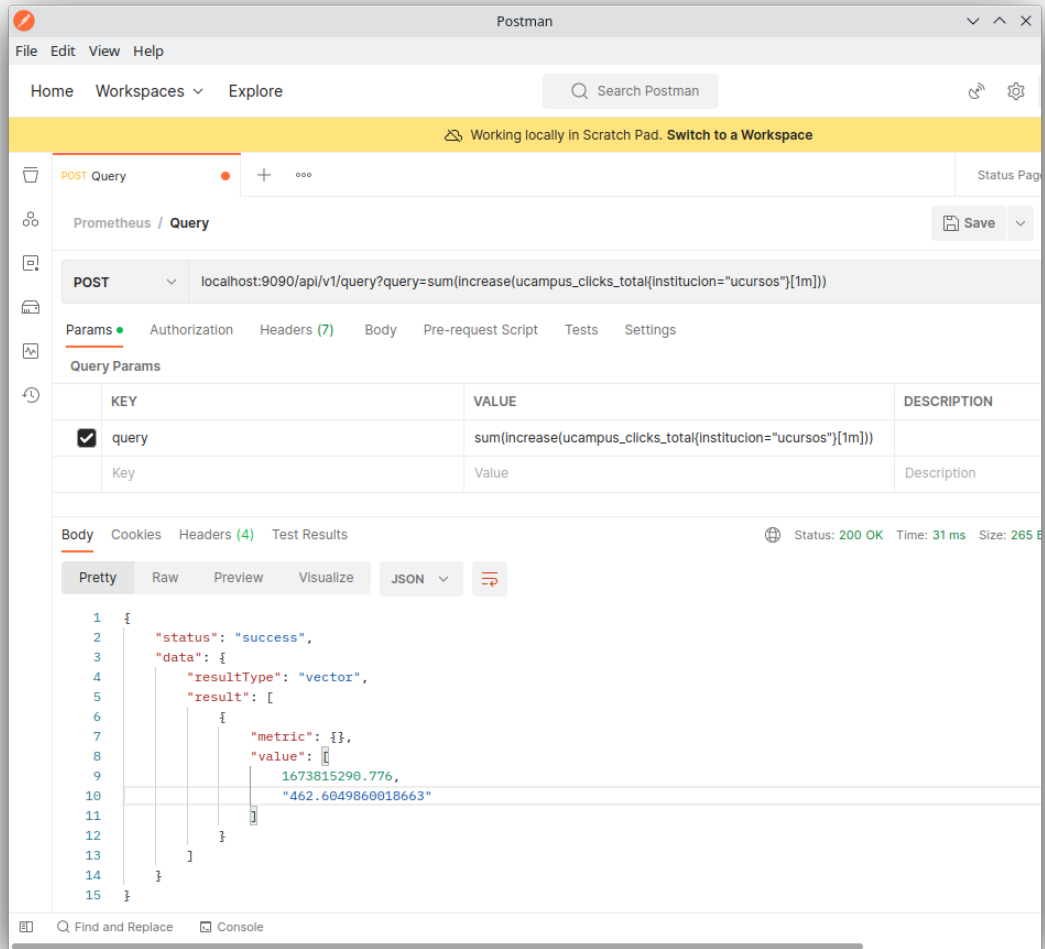 Postman
File Edit View Help
Home Workspaces Explore Search Postman
Working locally in Scratch Pad. Switch to a Workspace
POST Query Status Pag
Prometheus / Query Save
POST localhost:9090/api/v1/query?query=sum(increase(ucampus_clicks_total{institucion="ucursos"}[1m]))
Params Authorization Headers (7) Body Pre-request Script Tests Settings
Query Params
KEY VALUE DESCRIPTION
query sum(increase(ucampus_clicks_total{institucion="ucursos"}[1m]))
Key Value Description
Body Cookies Headers (4) Test Results Status: 200 OK Time: 31 ms Size: 265 B
Pretty Raw Preview Visualize JSON
1 {
2 "status": "success",
3 "data": {
4 "resultType": "vector",
5 "result": [
6 {
7 "metric": {},
8 "value": [
9 1673815290.776,
10 "462.6049860018663"
11 ]
12 }
13 ]
14 }
15 }
Find and Replace Console